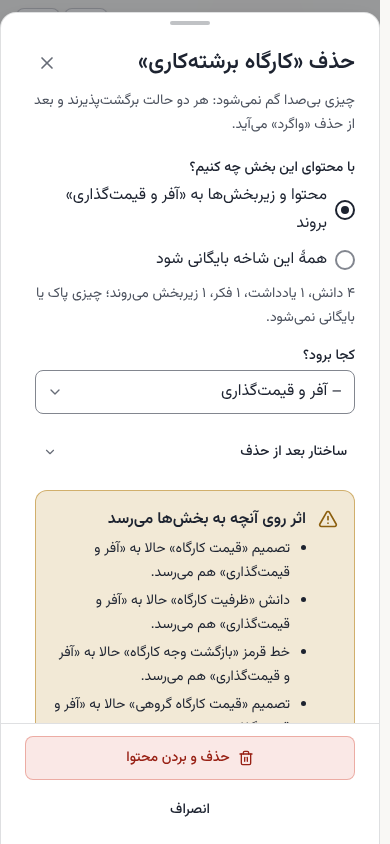 حذف «کارگاه برشته‌کاری»
چیزی بی‌صدا گم نمی‌شود: هر دو حالت برگشت‌پذیرند و بعد
از حذف «واگرد» می‌آید.
با محتوای این بخش چه کنیم؟
محتوا و زیربخش‌ها به «آفر و قیمت‌گذاری»
بروند
همهٔ این شاخه بایگانی شود
۴ دانش، ۱ یادداشت، ۱ فکر، ۱ زیربخش می‌روند؛ چیزی پاک یا
بایگانی نمی‌شود.
کجا برود؟
– آفر و قیمت‌گذاری
ساختار بعد از حذف
اثر روی آنچه به بخش‌ها می‌رسد
• تصمیم «قیمت کارگاه» حالا به «آفر و
قیمت‌گذاری» هم می‌رسد.
• دانش «ظرفیت کارگاه» حالا به «آفر و
قیمت‌گذاری» هم می‌رسد.
• خط قرمز «بازگشت وجه کارگاه» حالا به «آفر
و قیمت‌گذاری» هم می‌رسد.
• تصمیم «قیمت کارگاه گروهی» حالا به «آفر و
حذف و بردن محتوا
انصراف